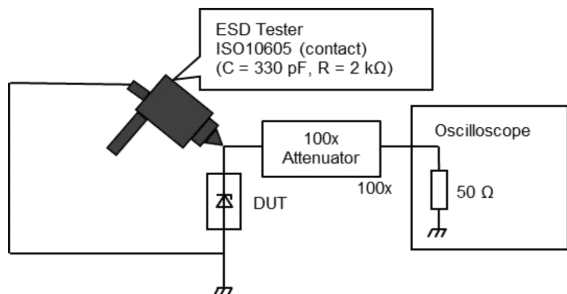 ESD Tester
ISO10605 (contact)
(C = 330 pF, R = 2 kΩ)
100x
Attenuator
100x
Oscilloscope
50 Ω
DUT